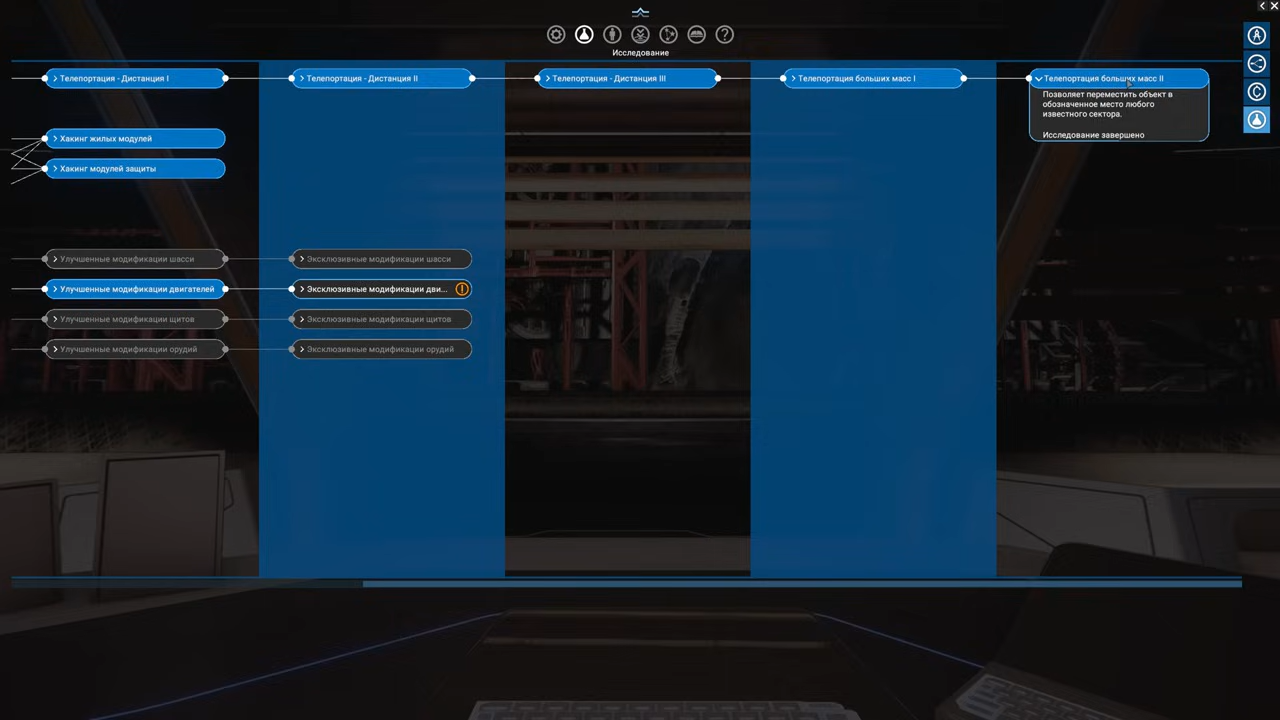 Исследование
Телепортация - Дистанция I
Телепортация - Дистанция II
Телепортация - Дистанция III
Телепортация больших масс I
Телепортация больших масс II
Позволяет переместить объект в
обозначенное место любого
известного сектора.
Исследование завершено
Хакинг жилых модулей
Хакинг модулей защиты
Улучшенные модификации шасси
Эксклюзивные модификации шасси
Улучшенные модификации двигателей
Эксклюзивные модификации дви...
Улучшенные модификации щитов
Эксклюзивные модификации щитов
Улучшенные модификации орудий
Эксклюзивные модификации орудий